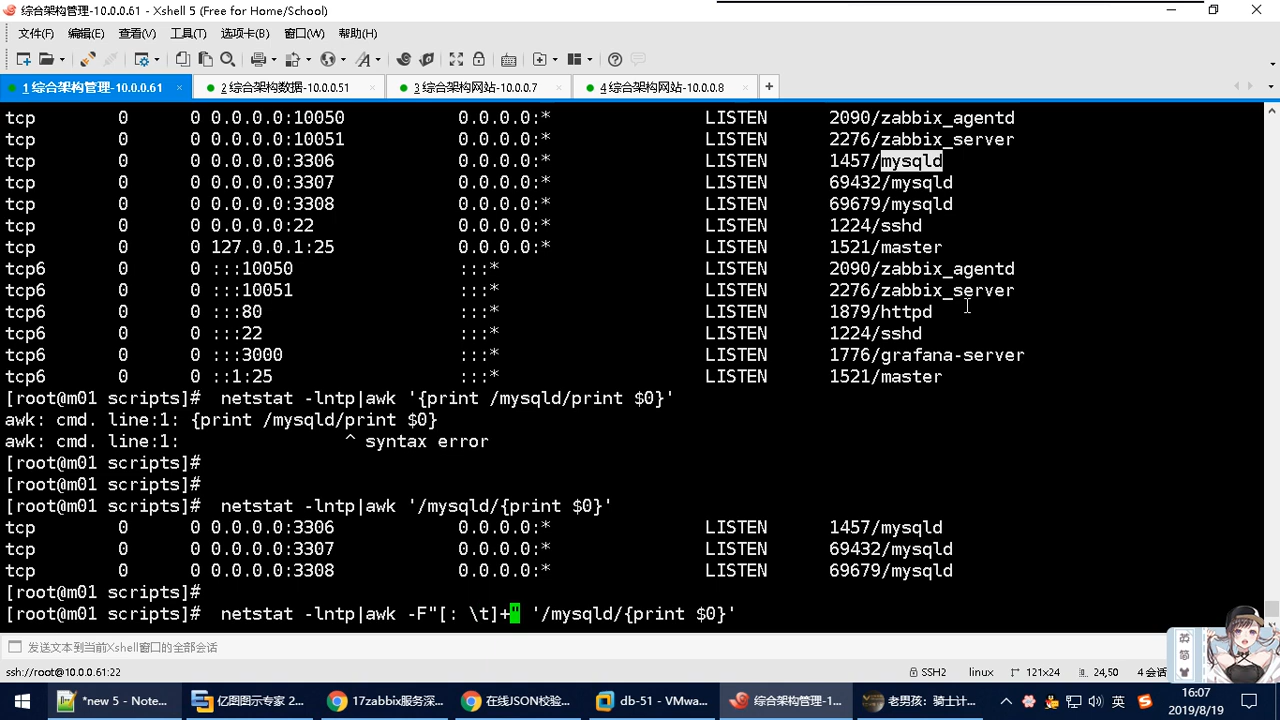 综合架构管理-10.0.0.61 - Xshell 5 (Free for Home/School)
文件(F) 编辑(E) 查看(V) 工具(T) 选项卡(B) 窗口(W) 帮助(H)
1 综合架构管理-10.0.0.61 × 2 综合架构数据-10.0.0.51 × 3 综合架构网站-10.0.0.7 × 4 综合架构网站-10.0.0.8 × +
tcp 0 0 0.0.0.0:10050 0.0.0.0:* LISTEN 2090/zabbix_agentd
tcp 0 0 0.0.0.0:10051 0.0.0.0:* LISTEN 2276/zabbix_server
tcp 0 0 0.0.0.0:3306 0.0.0.0:* LISTEN 1457/mysqld
tcp 0 0 0.0.0.0:3307 0.0.0.0:* LISTEN 69432/mysqld
tcp 0 0 0.0.0.0:3308 0.0.0.0:* LISTEN 69679/mysqld
tcp 0 0 0.0.0.0:22 0.0.0.0:* LISTEN 1224/sshd
tcp 0 0 127.0.0.1:25 0.0.0.0:* LISTEN 1521/master
tcp6 0 0 :::10050 :::* LISTEN 2090/zabbix_agentd
tcp6 0 0 :::10051 :::* LISTEN 2276/zabbix_server
tcp6 0 0 :::80 :::* LISTEN 1879/httpd
tcp6 0 0 :::22 :::* LISTEN 1224/sshd
tcp6 0 0 :::3000 :::* LISTEN 1776/grafana-server
tcp6 0 0 ::1:25 :::* LISTEN 1521/master
[root@m01 scripts]# netstat -lntp|awk '{print /mysqld/print $0}'
awk: cmd. line:1: {print /mysqld/print $0}
awk: cmd. line:1: ^ syntax error
[root@m01 scripts]#
[root@m01 scripts]#
[root@m01 scripts]# netstat -lntp|awk '/mysqld/{print $0}'
tcp 0 0 0.0.0.0:3306 0.0.0.0:* LISTEN 1457/mysqld
tcp 0 0 0.0.0.0:3307 0.0.0.0:* LISTEN 69432/mysqld
tcp 0 0 0.0.0.0:3308 0.0.0.0:* LISTEN 69679/mysqld
[root@m01 scripts]#
[root@m01 scripts]# netstat -lntp|awk -F"[: \t]+" '/mysqld/{print $0}'
发送文本到当前Xshell窗口的全部会话
ssh://root@10.0.0.61:22 SSH2 linux 121x24 24,50 4 会话
英
简
*new 5 - Note... 亿图图示专家 2... 17zabbix服务深... 在线JSON校验... db-51 - VMwa... 综合架构管理-1... 老男孩：骑士计... 英 16:07
2019/8/19